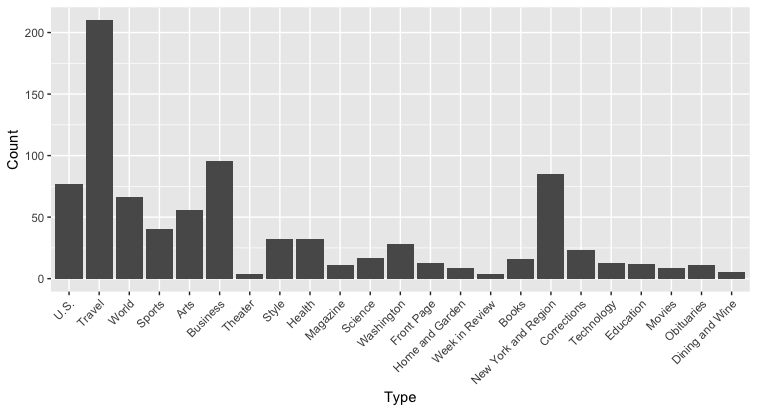 200
150
100
50
0
Count
U.S.
Travel
World
Sports
Arts
Business
Theater
Style
Health
Magazine
Science
Washington
Front Page
Home and Garden
Week in Review
Books
New York and Region
Corrections
Technology
Education
Movies
Obituaries
Dining and Wine
Type